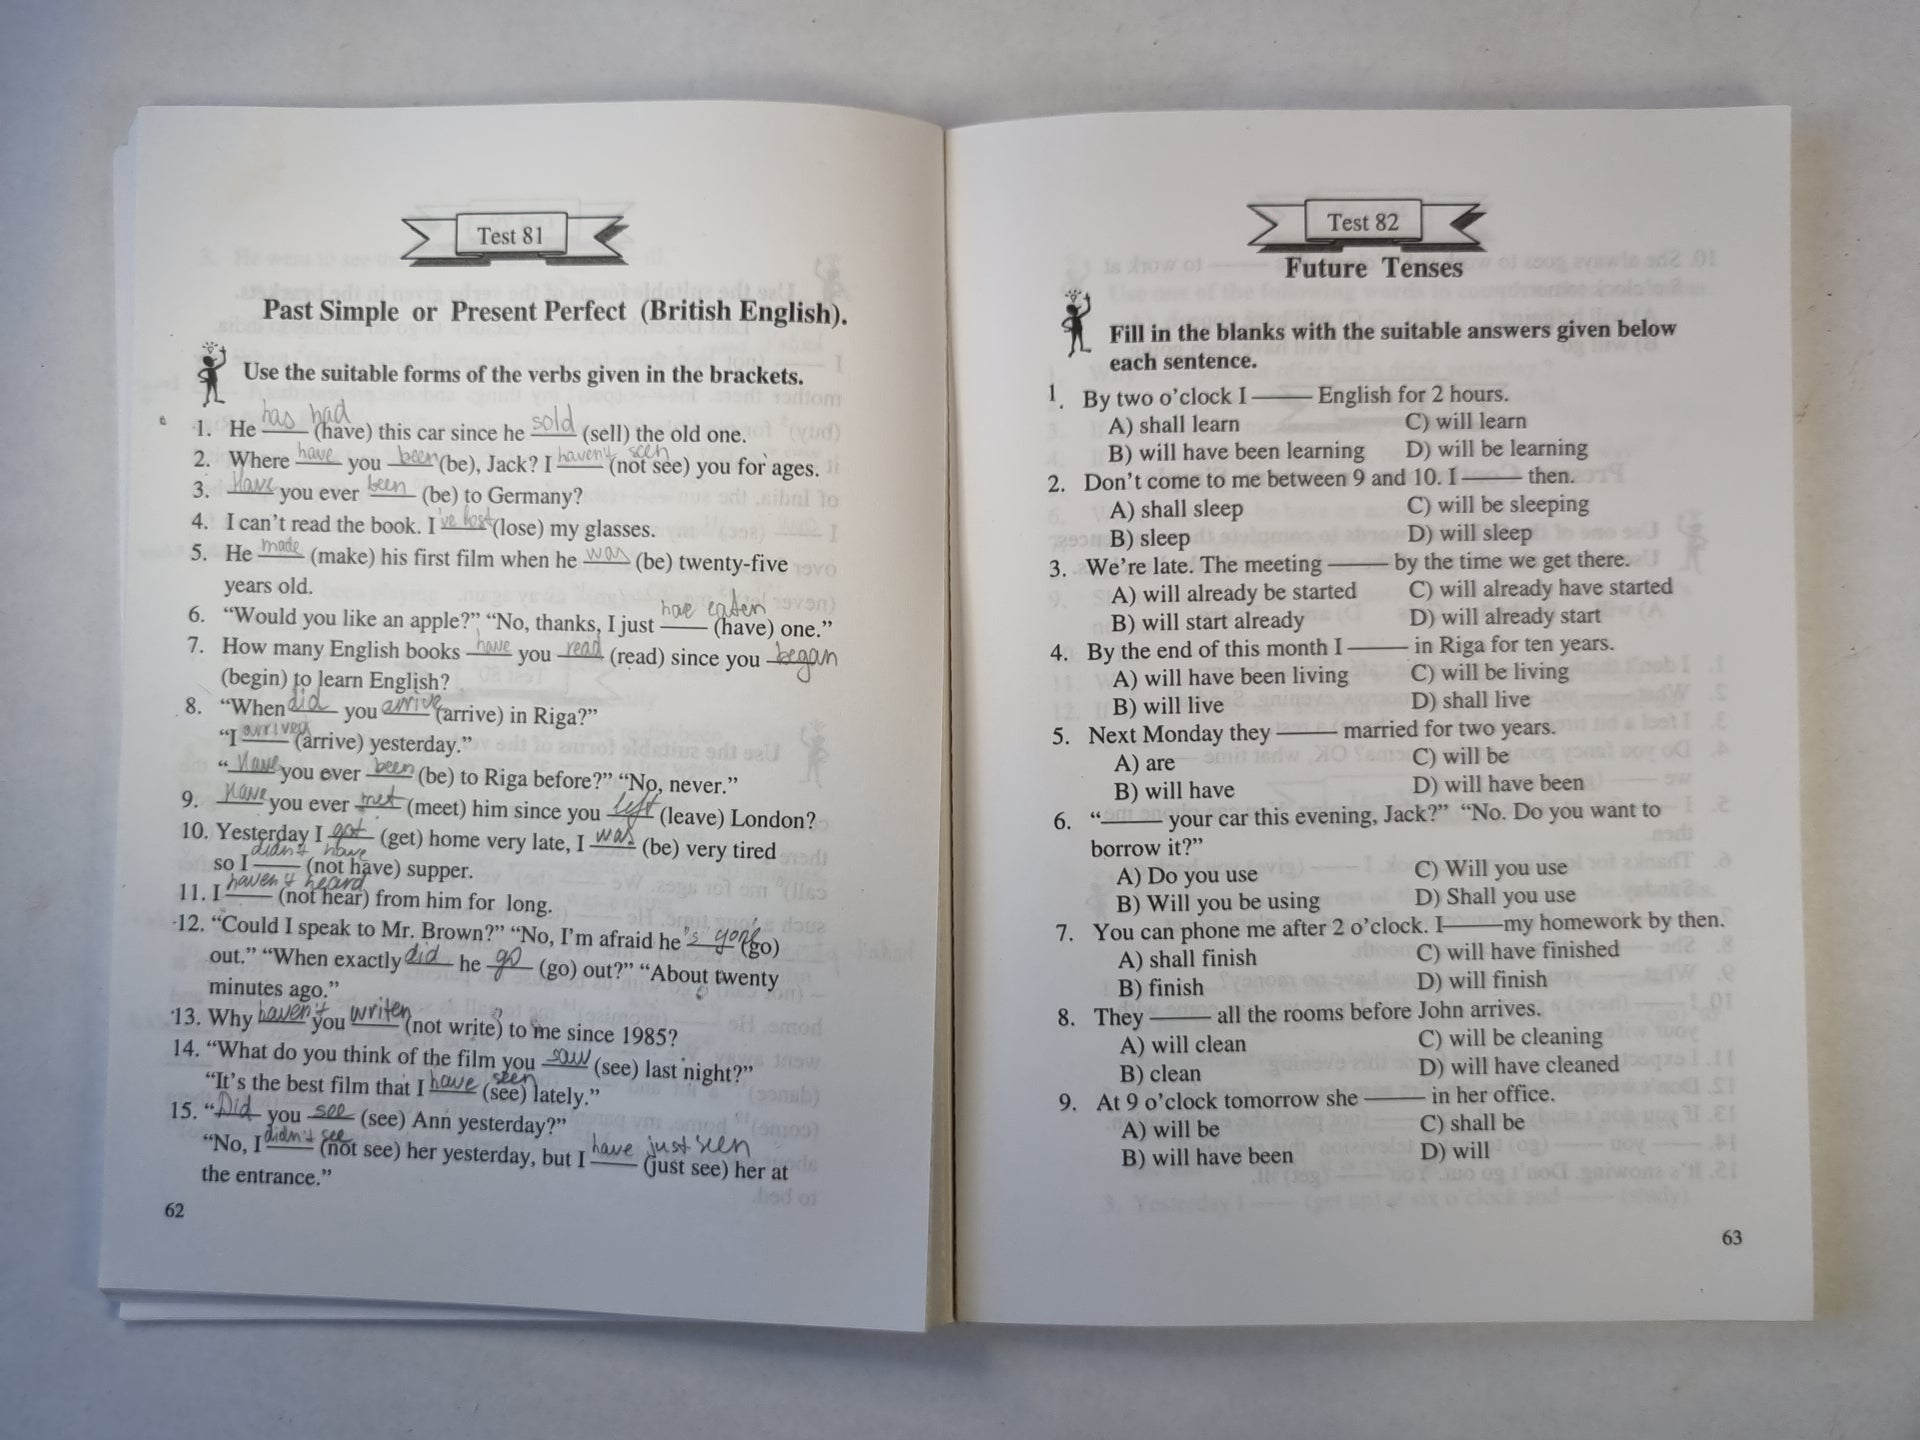 Test 81
Past Simple or Present Perfect (British English).
Use the suitable forms of the verbs given in the brackets.
1. He has had (have) this car since he sold (sell) the old one.
2. Where have you been (be), Jack? I haven't seen (not see) you for ages.
3. Have you ever been (be) to Germany?
4. I can't read the book. I 've lost (lose) my glasses.
5. He made (make) his first film when he was (be) twenty-five
years old.
6. “Would you like an apple?” “No, thanks, I just have eaten (have) one.”
7. How many English books have you read (read) since you began
(begin) to learn English?
8. “When did you arrive (arrive) in Riga?”
“I arrived (arrive) yesterday.”
“Have you ever been (be) to Riga before?” “No, never.”
9. Have you ever met (meet) him since you left (leave) London?
10. Yesterday I got (get) home very late, I was (be) very tired
so I didn't have (not have) supper.
11. I haven't heard (not hear) from him for long.
12. “Could I speak to Mr. Brown?” “No, I'm afraid he 's gone (go)
out.” “When exactly did he go (go) out?” “About twenty
minutes ago.”
13. Why haven't you writen (not write) to me since 1985?
14. “What do you think of the film you saw (see) last night?”
“It's the best film that I have seen (see) lately.”
15. “Did you see (see) Ann yesterday?”
“No, I didn't see (not see) her yesterday, but I have just seen (just see) her at
the entrance.”
62
Test 82
Future Tenses
Fill in the blanks with the suitable answers given below
each sentence.
1. By two o'clock I —— English for 2 hours.
A) shall learn C) will learn
B) will have been learning D) will be learning
2. Don't come to me between 9 and 10. I —— then.
A) shall sleep C) will be sleeping
B) sleep D) will sleep
3. We're late. The meeting —— by the time we get there.
A) will already be started C) will already have started
B) will start already D) will already start
4. By the end of this month I —— in Riga for ten years.
A) will have been living C) will be living
B) will live D) shall live
5. Next Monday they —— married for two years.
A) are C) will be
B) will have D) will have been
6. “—— your car this evening, Jack?” “No. Do you want to
borrow it?”
A) Do you use C) Will you use
B) Will you be using D) Shall you use
7. You can phone me after 2 o'clock. I —— my homework by then.
A) shall finish C) will have finished
B) finish D) will finish
8. They —— all the rooms before John arrives.
A) will clean C) will be cleaning
B) clean D) will have cleaned
9. At 9 o'clock tomorrow she —— in her office.
A) will be C) shall be
B) will have been D) will
63